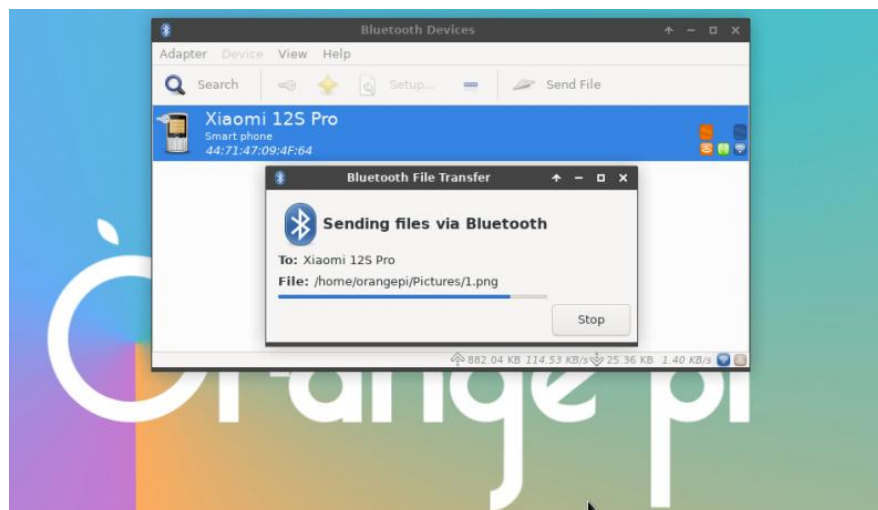 Bluetooth Devices
Adapter Device View Help
Search Setup... Send File
Xiaomi 12S Pro
Smart phone
44:71:47:09:4F:64
Bluetooth File Transfer
Sending files via Bluetooth
To: Xiaomi 12S Pro
File: /home/orangepi/Pictures/1.png
Stop
882.04 KB 114.53 KB/s 25.36 KB 1.40 KB/s
Orange pi